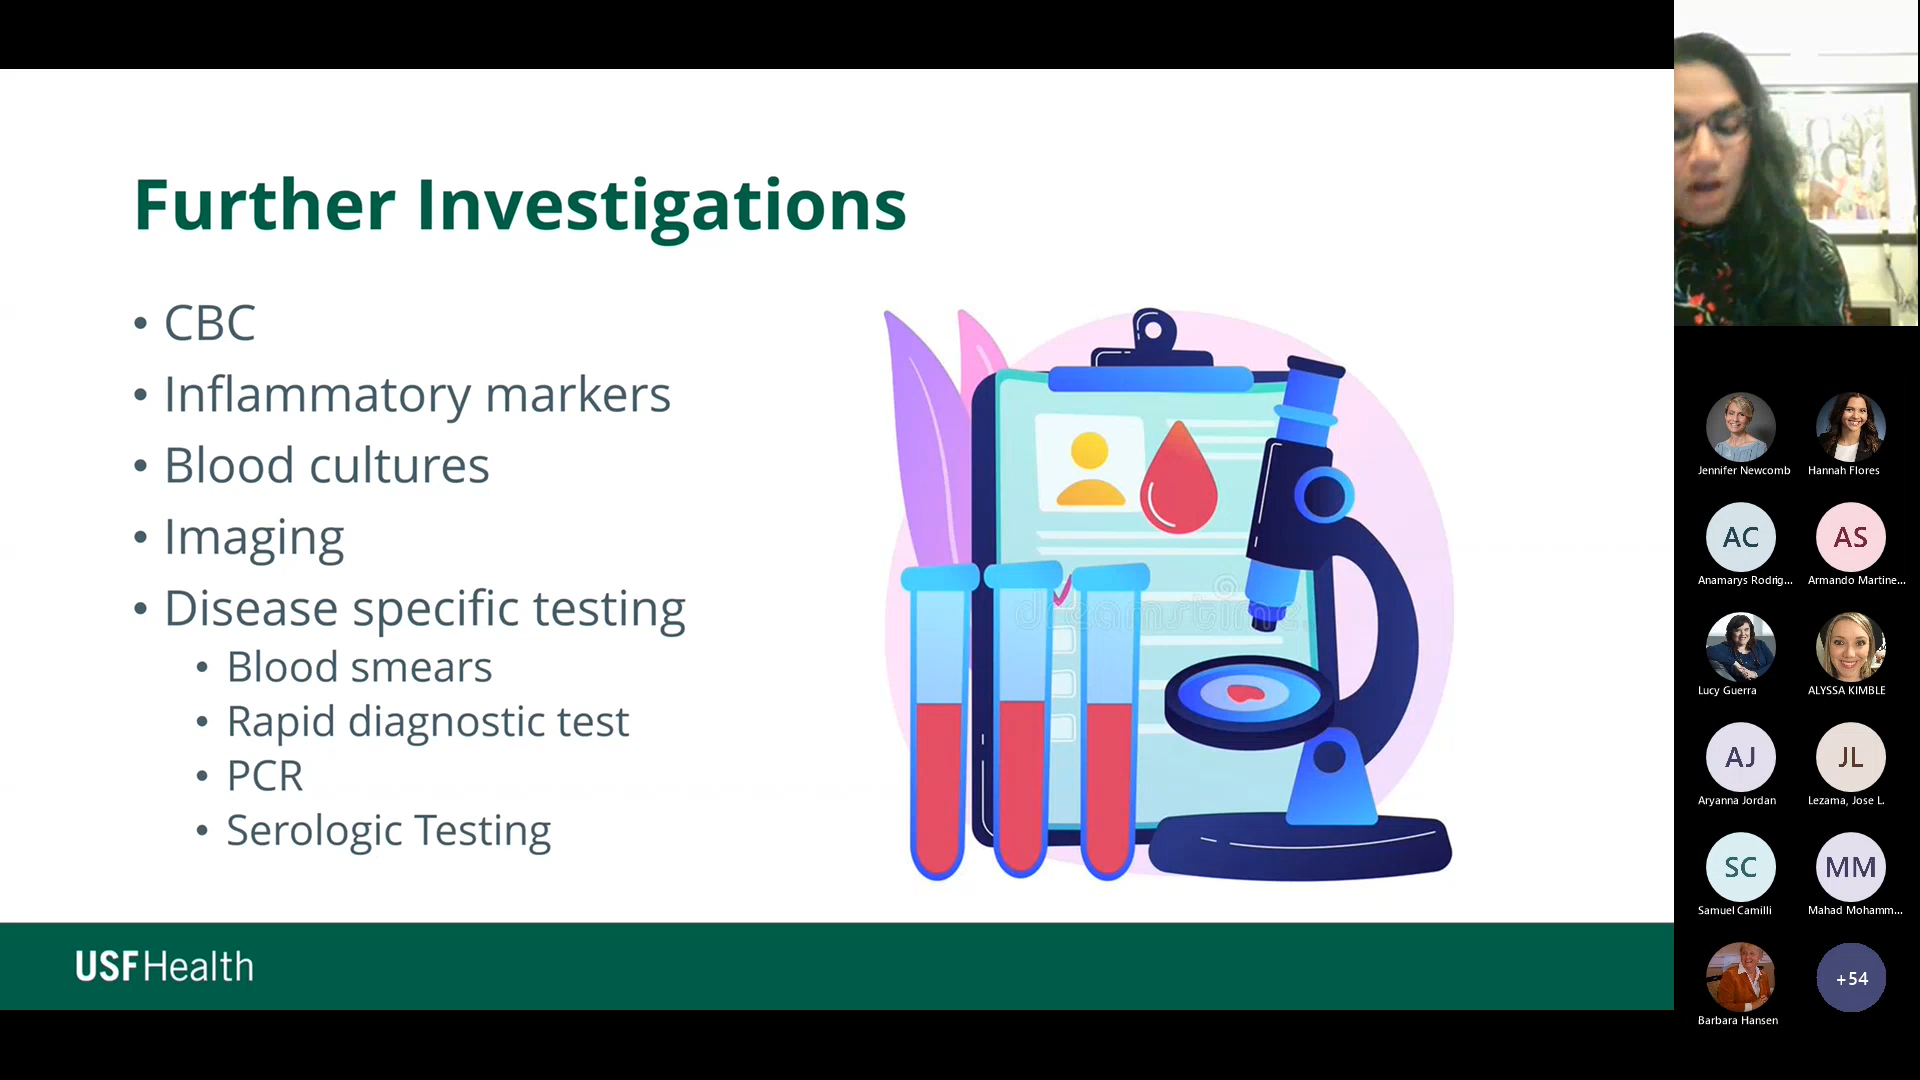 Further Investigations
• CBC
• Inflammatory markers
• Blood cultures
• Imaging
• Disease specific testing
• Blood smears
• Rapid diagnostic test
• PCR
• Serologic Testing
dreamstime
USF Health
Jennifer Newcomb
Hannah Flores
AC
AS
Anamarys Rodrig...
Armando Martine...
Lucy Guerra
ALYSSA KIMBLE
AJ
JL
Aryanna Jordan
Lezama, Jose L.
SC
MM
Samuel Camilli
Mahad Mohamm...
+54
Barbara Hansen